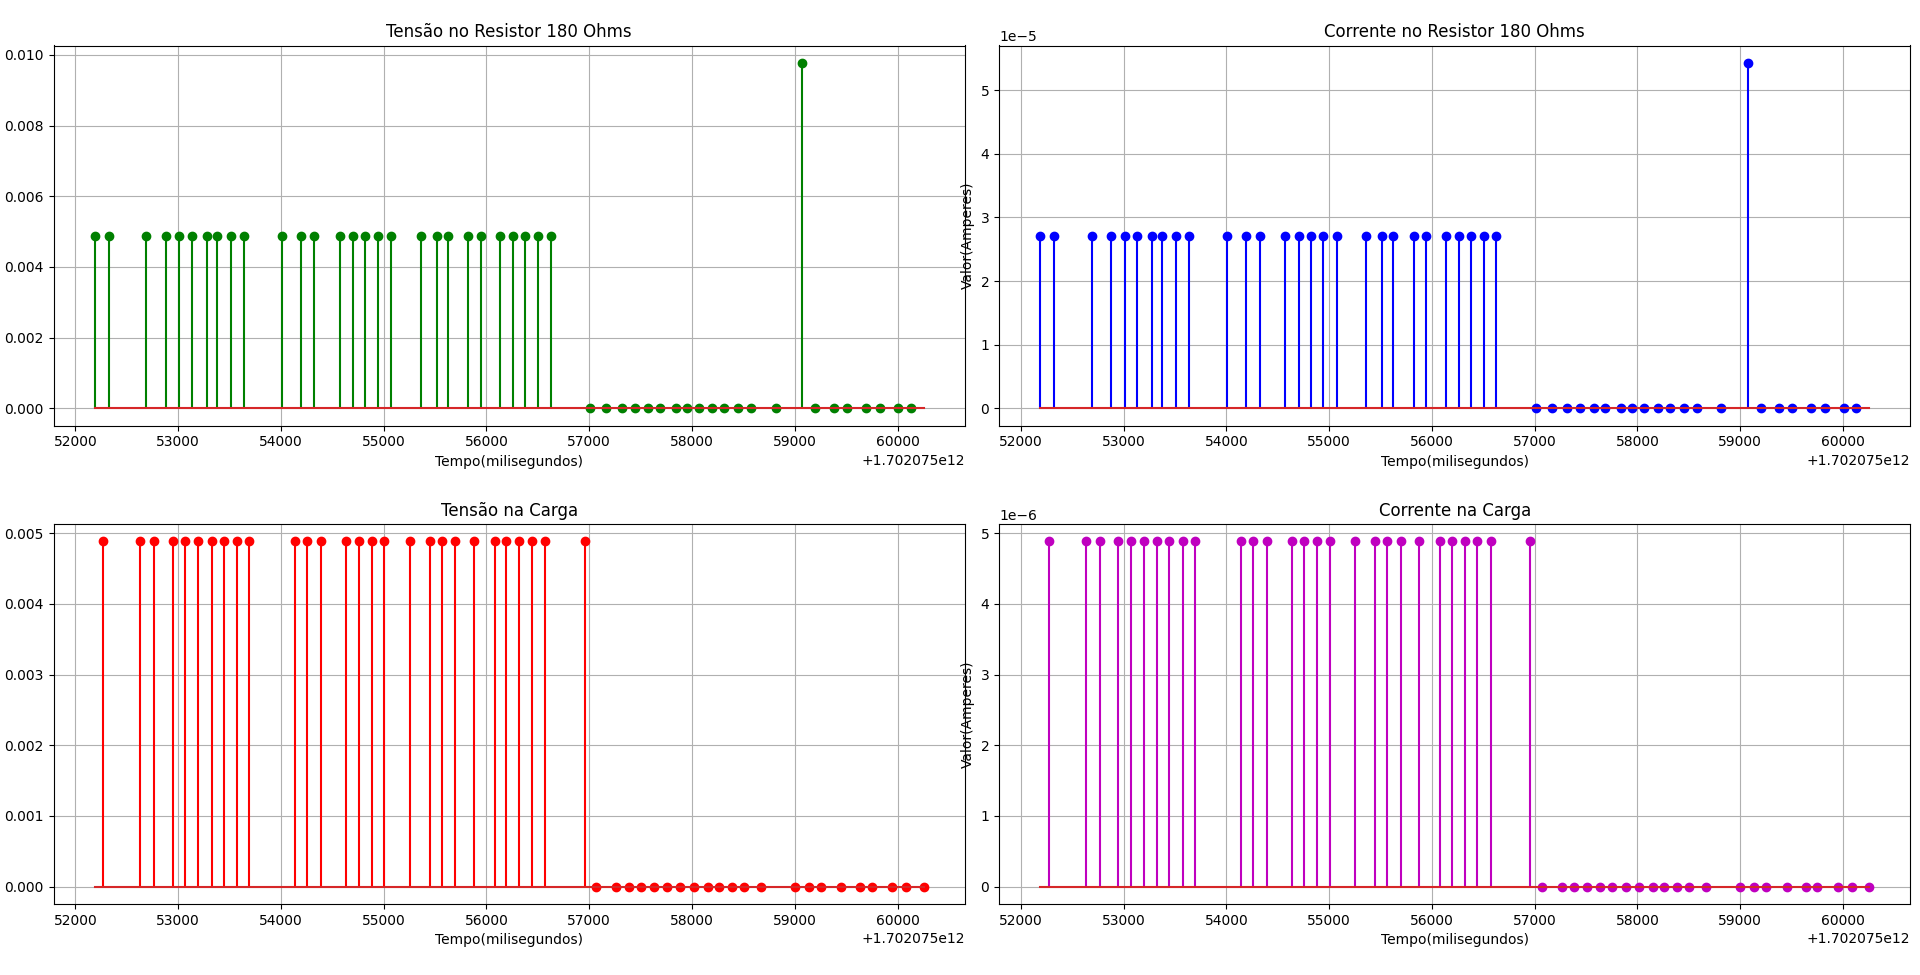 Tensão no Resistor 180 Ohms
0.010
0.008
0.006
0.004
0.002
0.000
52000 53000 54000 55000 56000 57000 58000 59000 60000
Tempo(milisegundos)
+1.702075e12
Corrente no Resistor 180 Ohms
1e−5
Valor(Amperes)
5
4
3
2
1
0
52000 53000 54000 55000 56000 57000 58000 59000 60000
Tempo(milisegundos)
+1.702075e12
Tensão na Carga
0.005
0.004
0.003
0.002
0.001
0.000
52000 53000 54000 55000 56000 57000 58000 59000 60000
Tempo(milisegundos)
+1.702075e12
Corrente na Carga
1e−6
Valor(Amperes)
5
4
3
2
1
0
52000 53000 54000 55000 56000 57000 58000 59000 60000
Tempo(milisegundos)
+1.702075e12